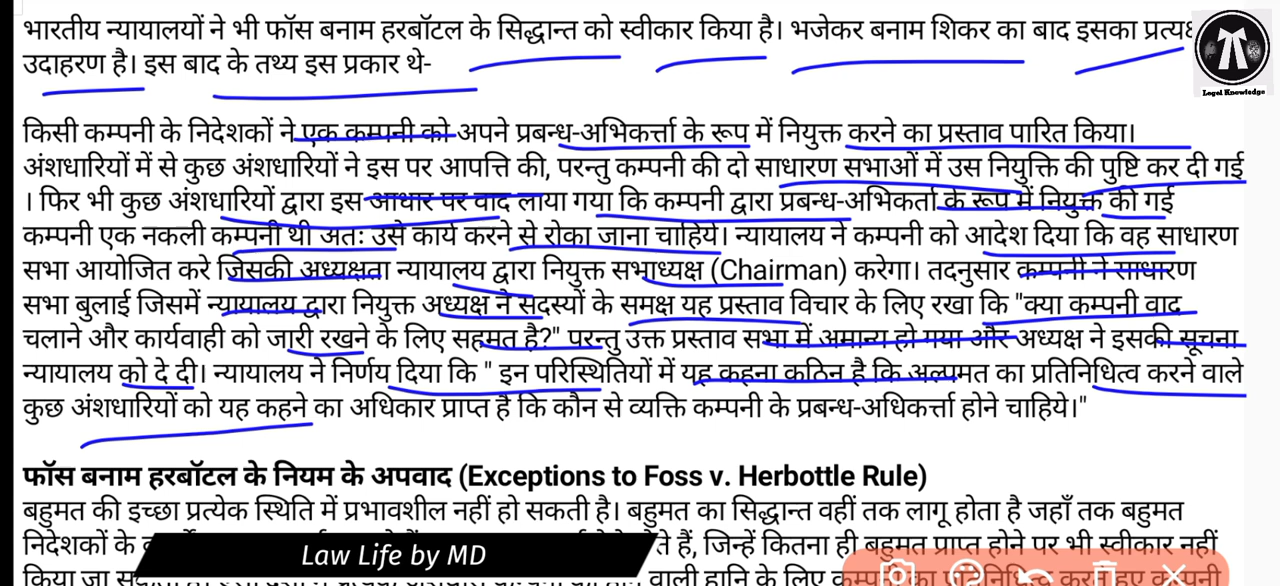 भारतीय न्यायालयों ने भी फॉस बनाम हरबॉटल के सिद्धान्त को स्वीकार किया है। भजेकर बनाम शिकर का बाद इसका प्रत्यक्ष
उदाहरण है। इस बाद के तथ्य इस प्रकार थे-
Legel Knowledge
किसी कम्पनी के निदेशकों ने एक कम्पनी को अपने प्रबन्ध-अभिकर्त्ता के रूप में नियुक्त करने का प्रस्ताव पारित किया।
अंशधारियों में से कुछ अंशधारियों ने इस पर आपत्ति की, परन्तु कम्पनी की दो साधारण सभाओं में उस नियुक्ति की पुष्टि कर दी गई
। फिर भी कुछ अंशधारियों द्वारा इस आधार पर वाद लाया गया कि कम्पनी द्वारा प्रबन्ध-अभिकर्ता के रूप में नियुक्त की गई
कम्पनी एक नकली कम्पनी थी अतः उसे कार्य करने से रोका जाना चाहिये। न्यायालय ने कम्पनी को आदेश दिया कि वह साधारण
सभा आयोजित करे जिसकी अध्यक्षता न्यायालय द्वारा नियुक्त सभाध्यक्ष (Chairman) करेगा। तदनुसार कम्पनी ने साधारण
सभा बुलाई जिसमें न्यायालय द्वारा नियुक्त अध्यक्ष ने सदस्यों के समक्ष यह प्रस्ताव विचार के लिए रखा कि "क्या कम्पनी वाद
चलाने और कार्यवाही को जारी रखने के लिए सहमत है?" परन्तु उक्त प्रस्ताव सभा में अमान्य हो गया और अध्यक्ष ने इसकी सूचना
न्यायालय को दे दी। न्यायालय ने निर्णय दिया कि " इन परिस्थितियों में यह कहना कठिन है कि अल्पमत का प्रतिनिधित्व करने वाले
कुछ अंशधारियों को यह कहने का अधिकार प्राप्त है कि कौन से व्यक्ति कम्पनी के प्रबन्ध-अधिकर्त्ता होने चाहिये।"
फॉस बनाम हरबॉटल के नियम के अपवाद (Exceptions to Foss v. Herbottle Rule)
बहुमत की इच्छा प्रत्येक स्थिति में प्रभावशील नहीं हो सकती है। बहुमत का सिद्धान्त वहीं तक लागू होता है जहाँ तक बहुमत
निदेशकों के हैं, जिन्हें कितना ही बहुमत प्राप्त होने पर भी स्वीकार नहीं
Law Life by MD
किया जा वाली हानि के लिए